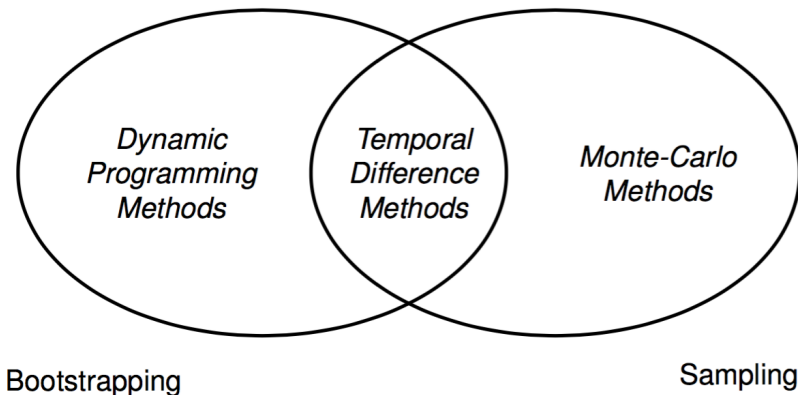 Dynamic
Programming
Methods
Temporal
Difference
Methods
Monte-Carlo
Methods
Bootstrapping
Sampling